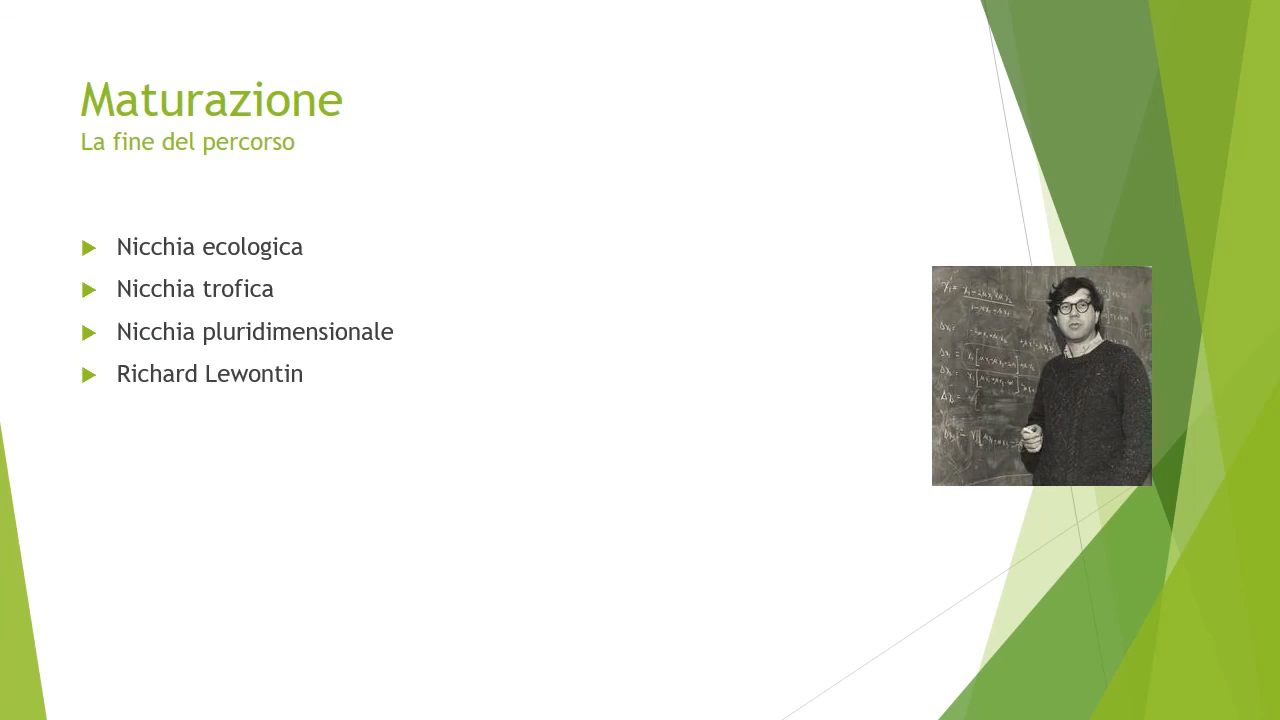 Maturazione
La fine del percorso
Nicchia ecologica
Nicchia trofica
Nicchia pluridimensionale
Richard Lewontin